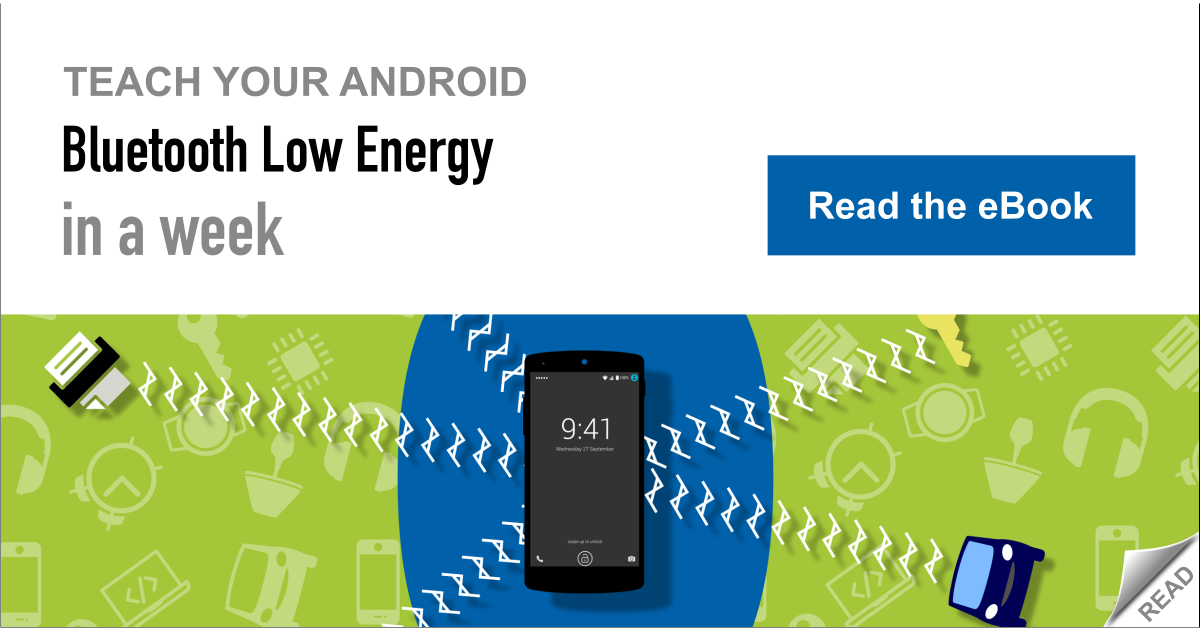 TEACH YOUR ANDROID
Bluetooth Low Energy
in a week
Read the eBook
100%
9:41
Wednesday 27 September
swipe up to unlock
</>
</>
READ